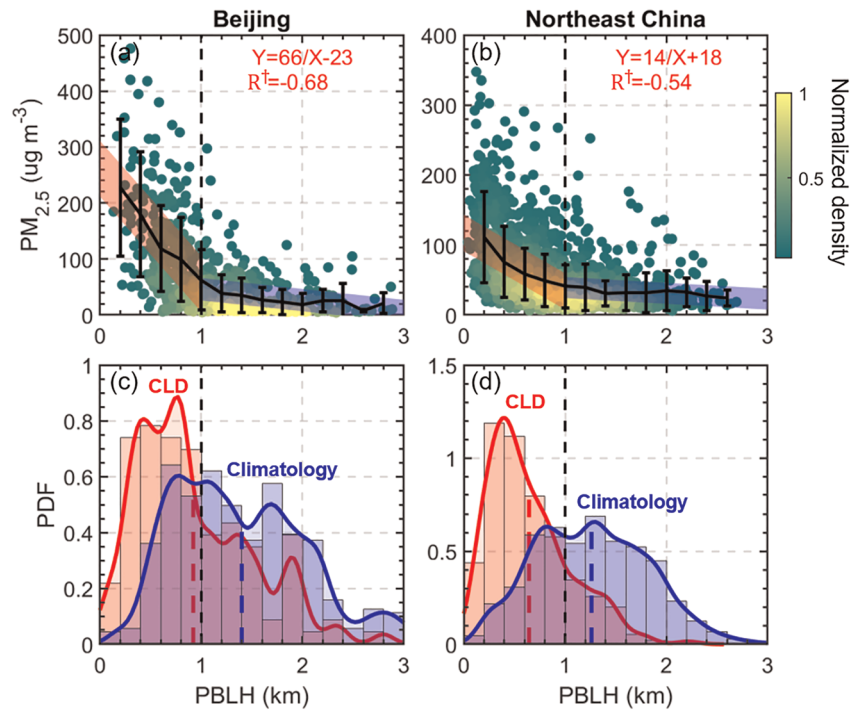 Beijing
Northeast China
(a)
Y=66/X-23
R†=-0.68
500
400
300
200
100
0
PM2.5 (ug m-3)
0
1
2
3
(b)
Y=14/X+18
R†=-0.54
400
300
200
100
0
0
1
2
3
1
0.5
Normalized density
(c)
CLD
Climatology
1
0.8
0.6
0.4
0.2
0
PDF
0
1
2
3
PBLH (km)
(d)
CLD
Climatology
1.5
1
0.5
0
0
1
2
3
PBLH (km)